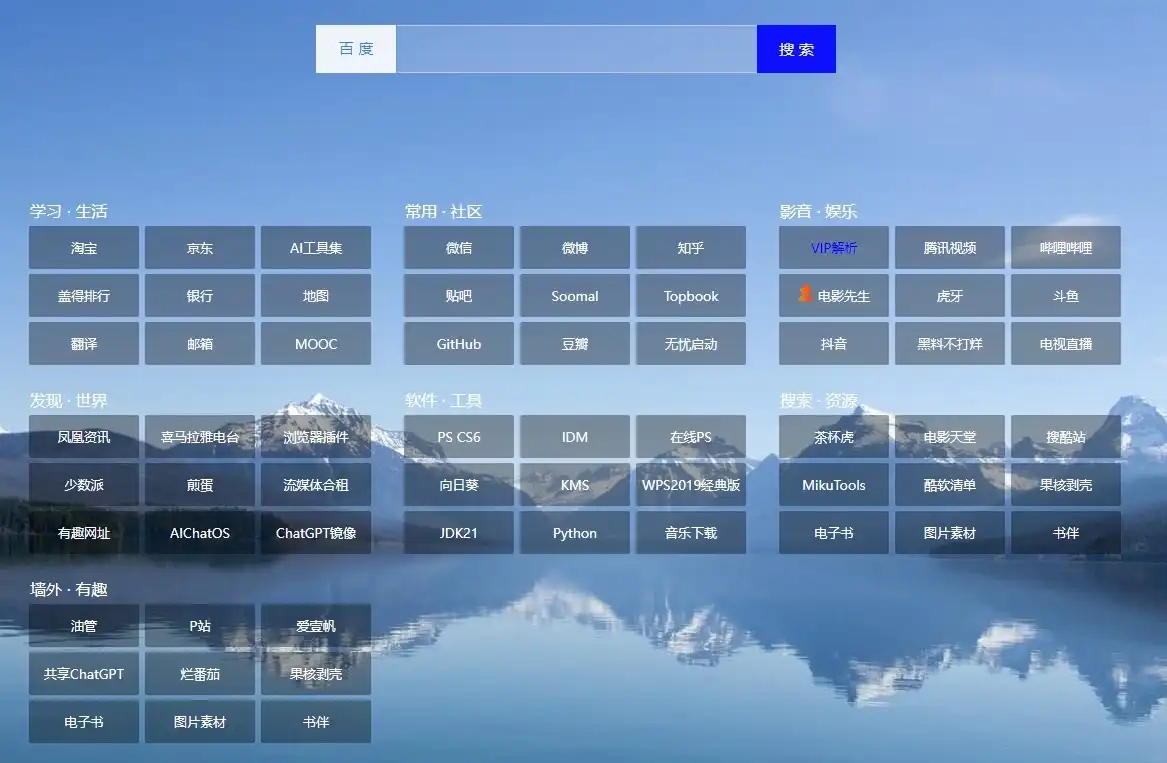 百 度
搜 索
学习 · 生活
淘宝
京东
AI工具集
盖得排行
银行
地图
翻译
邮箱
MOOC
常用 · 社区
微信
微博
知乎
贴吧
Soomal
Topbook
GitHub
豆瓣
无忧启动
影音 · 娱乐
VIP解析
腾讯视频
哔哩哔哩
电影先生
虎牙
斗鱼
抖音
黑料不打烊
电视直播
发现 · 世界
凤凰资讯
喜马拉雅电台
浏览器插件
少数派
煎蛋
流媒体合租
有趣网址
AIChatOS
ChatGPT镜像
软件 · 工具
PS CS6
IDM
在线PS
向日葵
KMS
WPS2019经典版
JDK21
Python
音乐下载
搜索 · 资源
茶杯虎
电影天堂
搜酷站
MikuTools
酷软清单
果核剥壳
电子书
图片素材
书伴
墙外 · 有趣
油管
P站
爱壹帆
共享ChatGPT
烂番茄
果核剥壳
电子书
图片素材
书伴